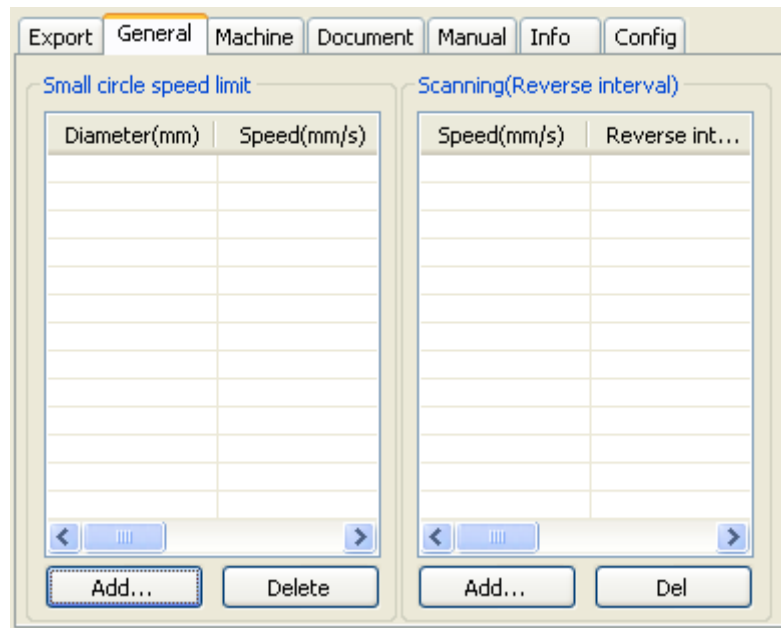 Export General Machine Document Manual Info Config
Small circle speed limit Scanning(Reverse interval)
Diameter(mm) Speed(mm/s) Speed(mm/s) Reverse int...
Add... Delete Add... Del